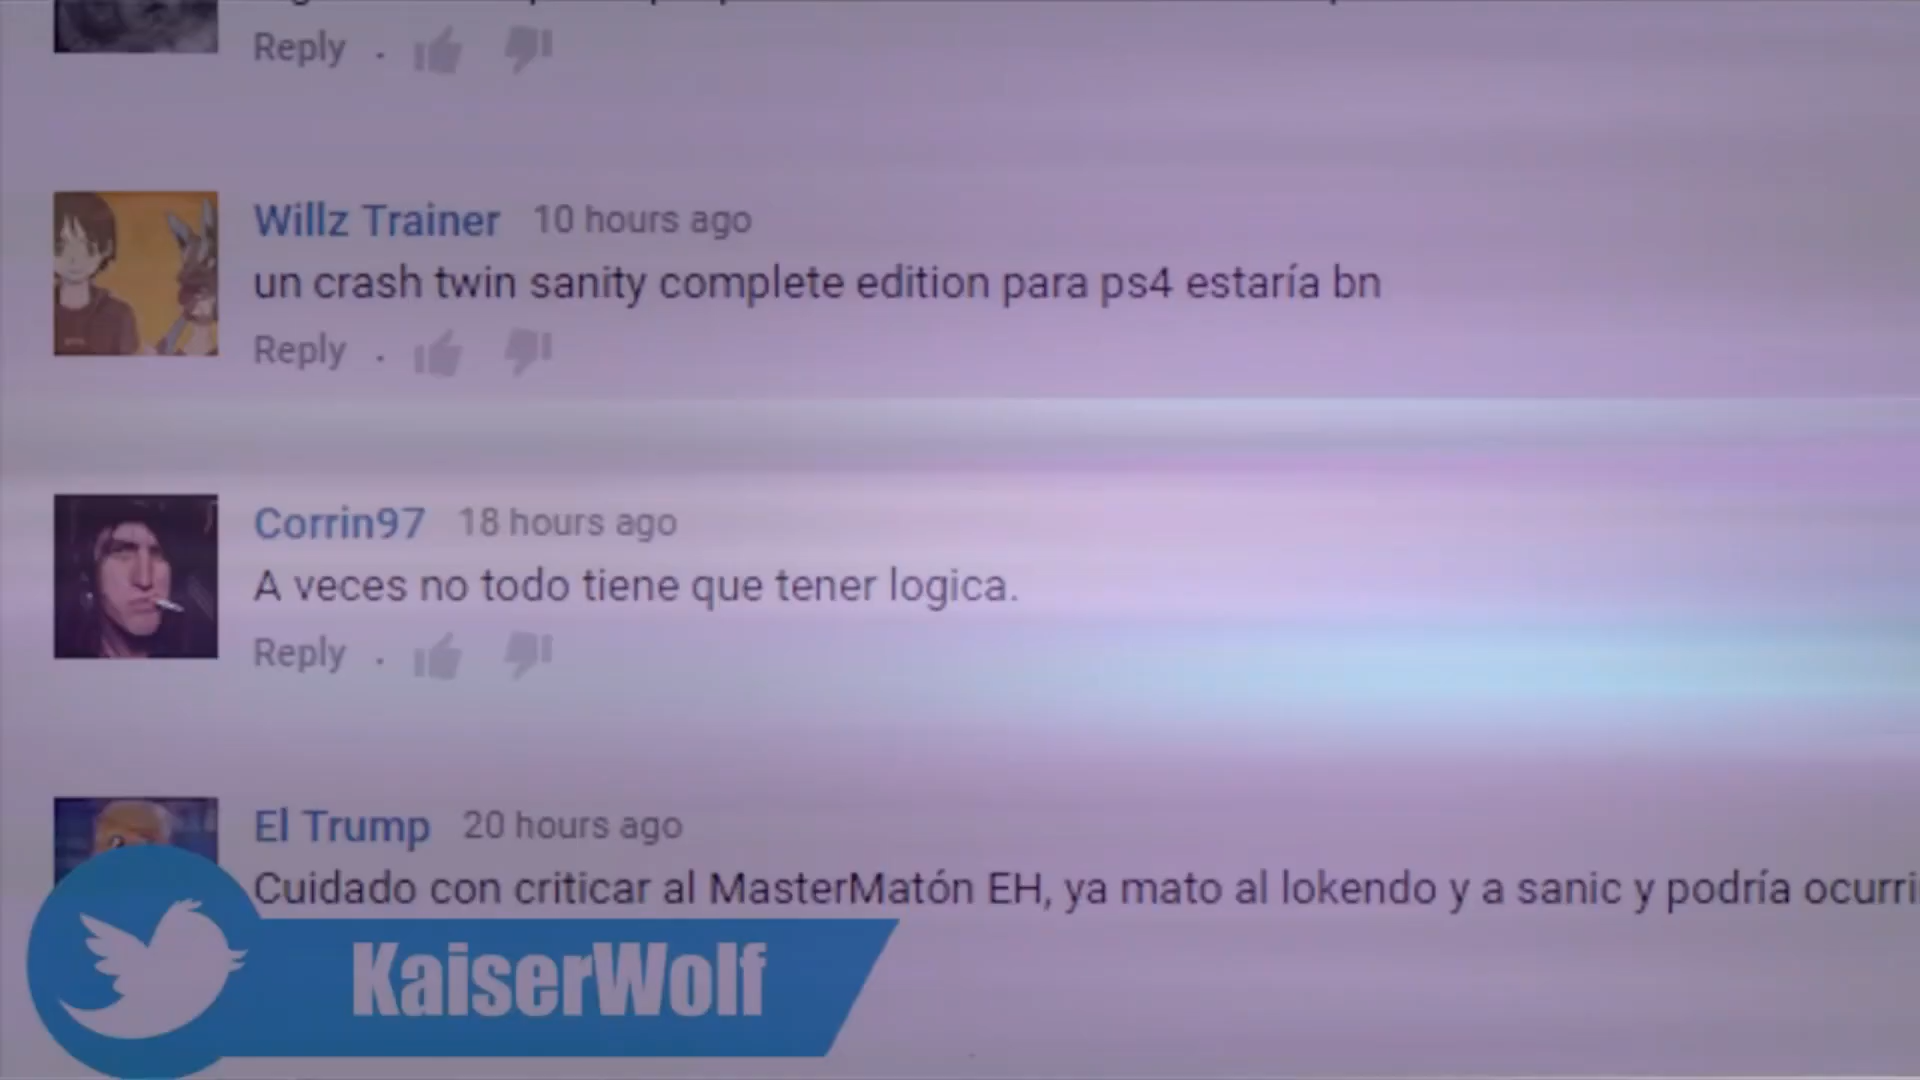 Reply .
Willz Trainer 10 hours ago
un crash twin sanity complete edition para ps4 estaría bn
Reply .
Corrin97 18 hours ago
A veces no todo tiene que tener logica.
Reply .
El Trump 20 hours ago
Cuidado con criticar al MasterMatón EH, ya mato al lokendo y a sanic y podría ocurri
KaiserWolf